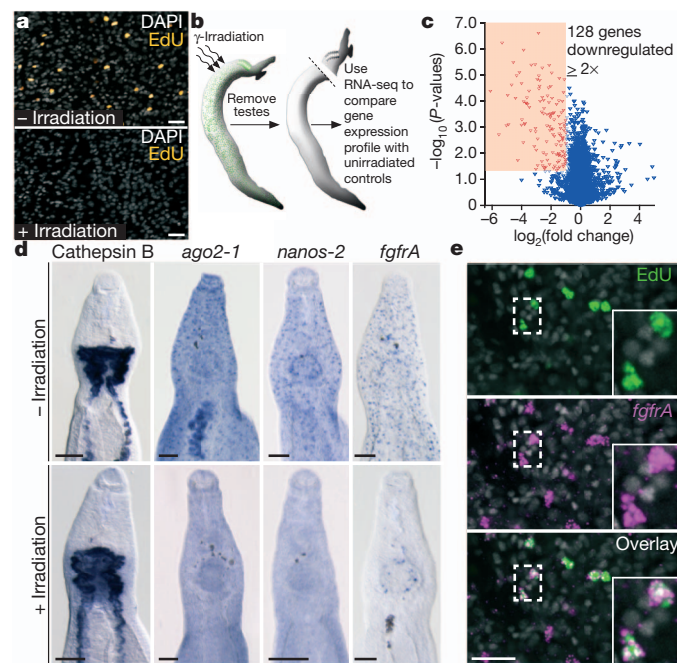 a
DAPI
EdU
– Irradiation
DAPI
EdU
+ Irradiation
b
γ-Irradiation
Remove
testes
Use
RNA-seq to
compare
gene
expression
profile with
unirradiated
controls
c
7.0
6.0
5.0
4.0
3.0
2.0
1.0
0
–log10 (P-values)
128 genes
downregulated
≥ 2×
–6 –4 –2 0 2 4
log2(fold change)
d
Cathepsin B ago2-1 nanos-2 fgfrA
– Irradiation
+ Irradiation
e
EdU
fgfrA
Overlay